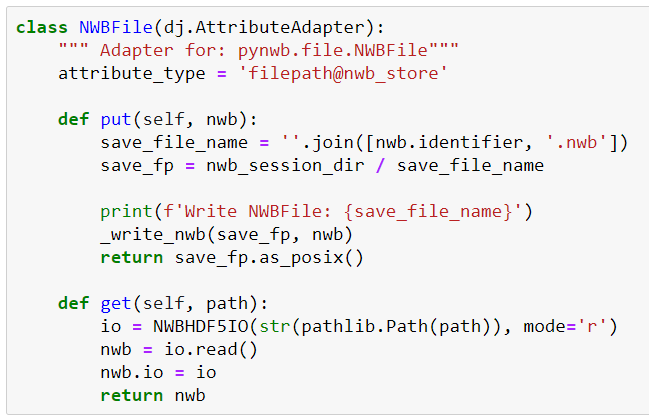 class NWBFile(dj.AttributeAdapter):
    """ Adapter for: pynwb.file.NWBFile"""
    attribute_type = 'filepath@nwb_store'

    def put(self, nwb):
        save_file_name = ''.join([nwb.identifier, '.nwb'])
        save_fp = nwb_session_dir / save_file_name

        print(f'Write NWBFile: {save_file_name}')
        _write_nwb(save_fp, nwb)
        return save_fp.as_posix()

    def get(self, path):
        io = NWBHDF5IO(str(pathlib.Path(path)), mode='r')
        nwb = io.read()
        nwb.io = io
        return nwb